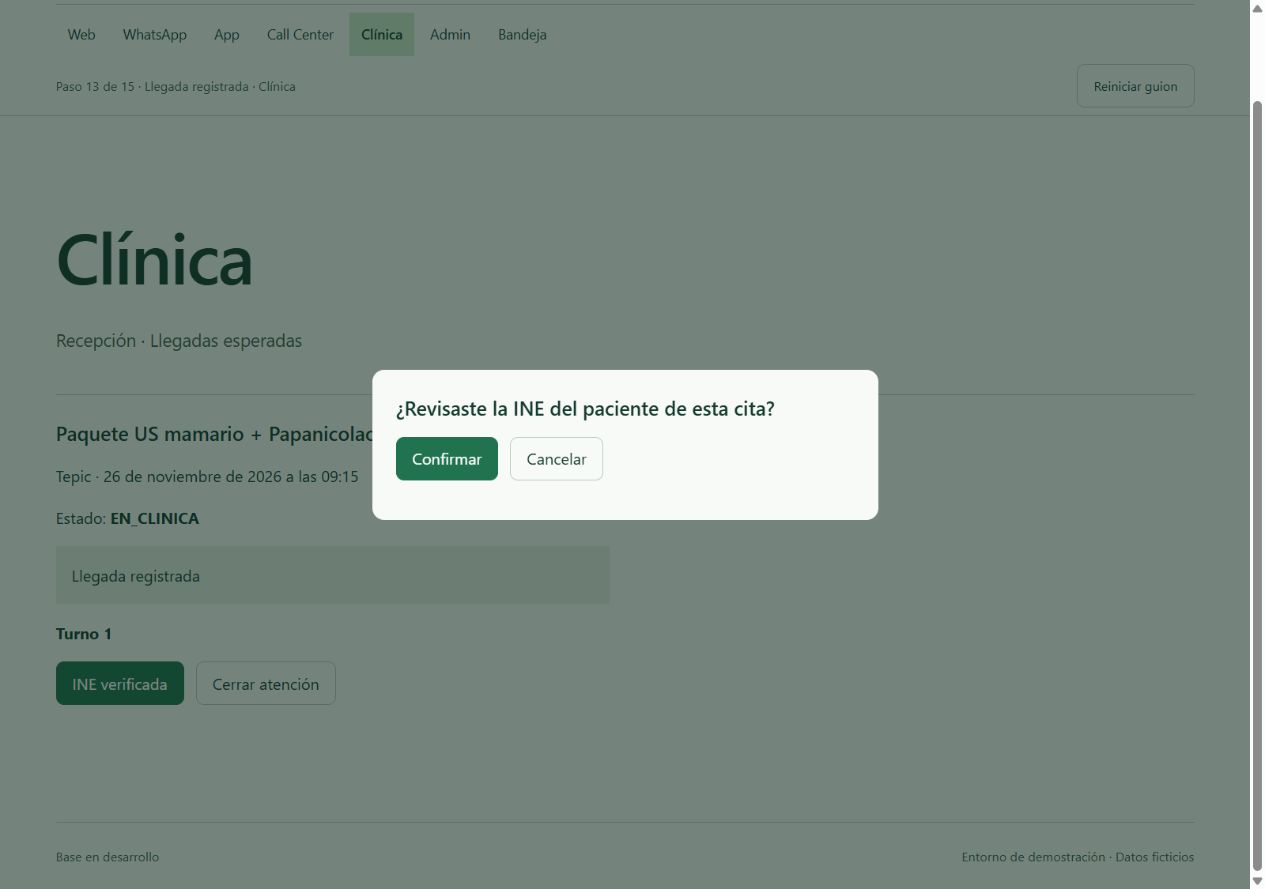 Web WhatsApp App Call Center Clínica Admin Bandeja
Paso 13 de 15 · Llegada registrada · Clínica
Reiniciar guion
Clínica
Recepción · Llegadas esperadas
¿Revisaste la INE del paciente de esta cita?
Confirmar Cancelar
Paquete US mamario + Papanicolao
Tepic · 26 de noviembre de 2026 a las 09:15
Estado: EN_CLINICA
Llegada registrada
Turno 1
INE verificada Cerrar atención
Base en desarrollo
Entorno de demostración · Datos ficticios